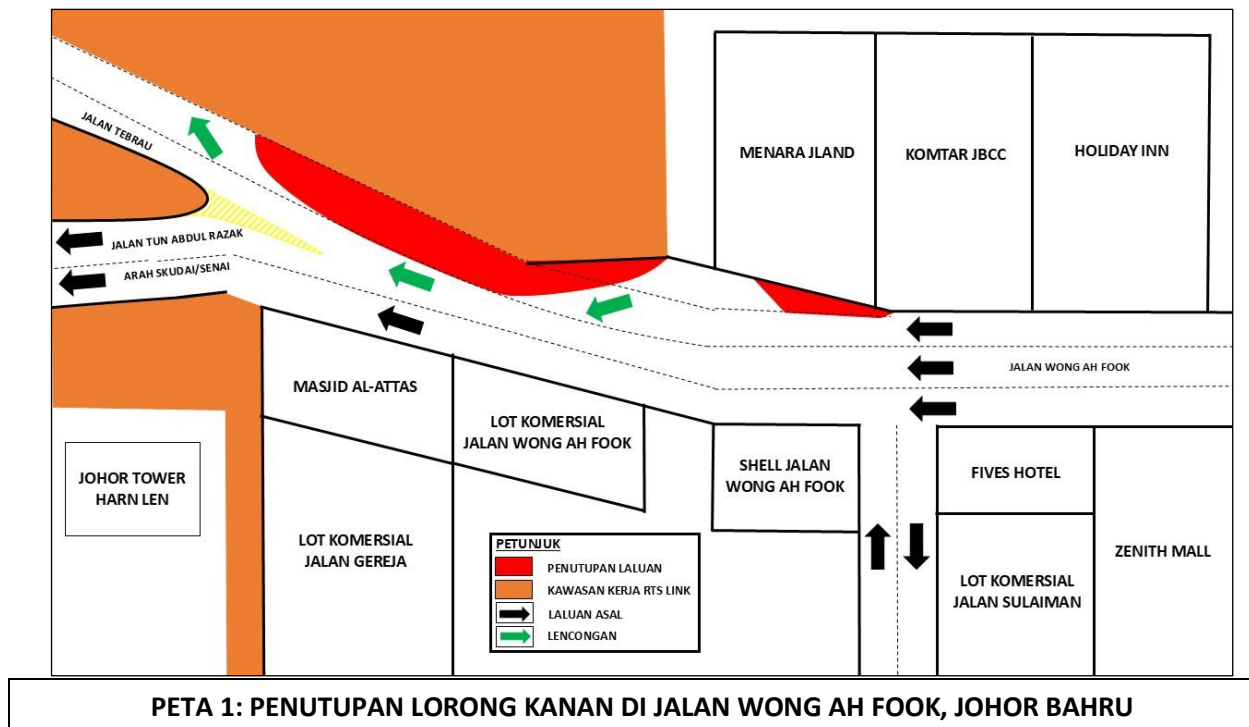 MENARA JLAND
KOMTAR JBCC
HOLIDAY INN
JALAN TEBRAU
JALAN TUN ABDUL RAZAK
ARAH SKUDAI/SENAI
JALAN WONG AH FOOK
MASJID AL-ATTAS
LOT KOMERSIAL
JALAN WONG AH FOOK
SHELL JALAN
WONG AH FOOK
FIVES HOTEL
JOHOR TOWER
HARN LEN
LOT KOMERSIAL
JALAN GEREJA
ZENITH MALL
LOT KOMERSIAL
JALAN SULAIMAN
PETUNJUK
PENUTUPAN LALUAN
KAWASAN KERJA RTS LINK
LALUAN ASAL
LENCONGAN
PETA 1: PENUTUPAN LORONG KANAN DI JALAN WONG AH FOOK, JOHOR BAHRU